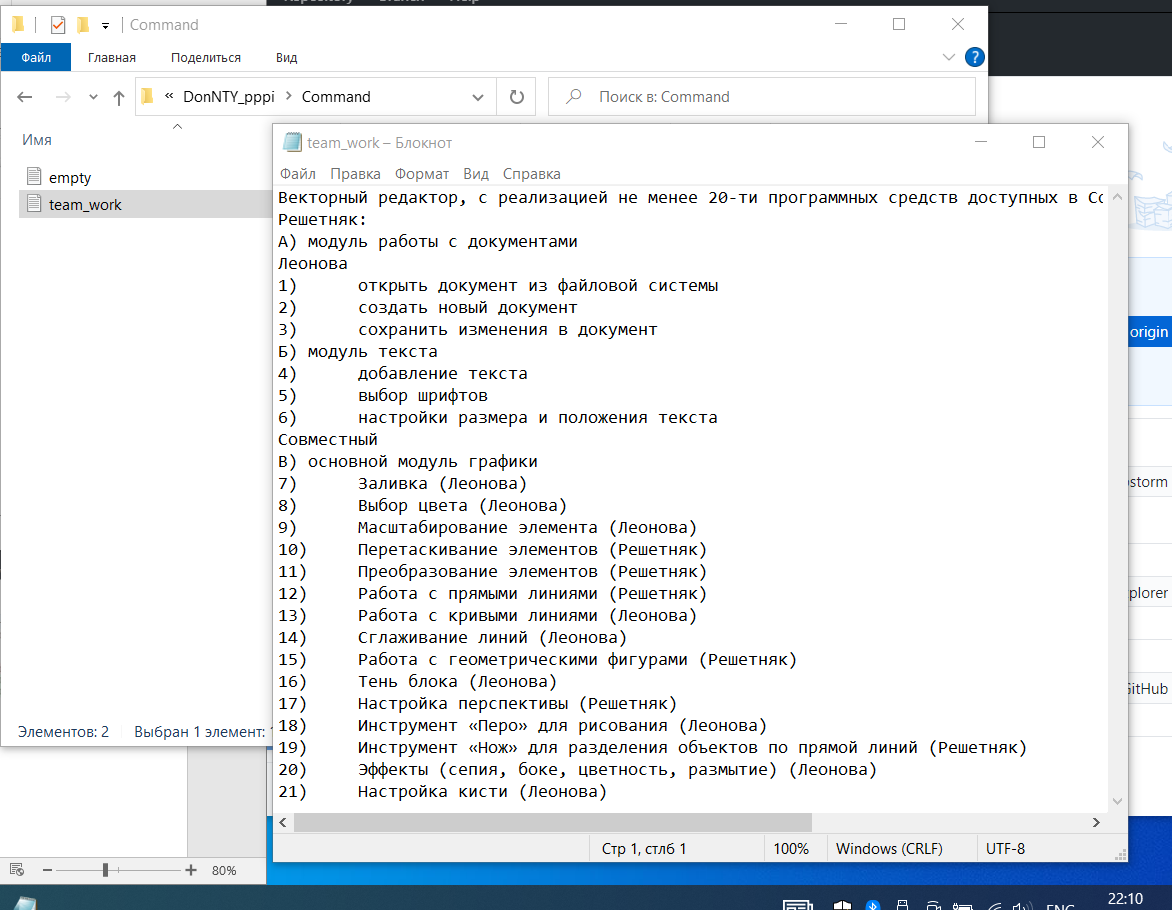 Repository Branch Help
Command
Файл Главная Поделиться Вид
« DonNTY_pppi > Command
Поиск в: Command
Имя
empty
team_work
team_work – Блокнот
Файл Правка Формат Вид Справка
Векторный редактор, с реализацией не менее 20-ти программных средств доступных в Co
Решетняк:
А) модуль работы с документами
Леонова
1) открыть документ из файловой системы
2) создать новый документ
3) сохранить изменения в документ
Б) модуль текста
4) добавление текста
5) выбор шрифтов
6) настройки размера и положения текста
Совместный
В) основной модуль графики
7) Заливка (Леонова)
8) Выбор цвета (Леонова)
9) Масштабирование элемента (Леонова)
10) Перетаскивание элементов (Решетняк)
11) Преобразование элементов (Решетняк)
12) Работа с прямыми линиями (Решетняк)
13) Работа с кривыми линиями (Леонова)
14) Сглаживание линий (Леонова)
15) Работа с геометрическими фигурами (Решетняк)
16) Тень блока (Леонова)
17) Настройка перспективы (Решетняк)
18) Инструмент «Перо» для рисования (Леонова)
19) Инструмент «Нож» для разделения объектов по прямой линий (Решетняк)
20) Эффекты (сепия, боке, цветность, размытие) (Леонова)
21) Настройка кисти (Леонова)
origin
storm
plorer
GitHub
Элементов: 2 Выбран 1 элемент: 1
Стр 1, стлб 1 100% Windows (CRLF) UTF-8
80%
ENG
22:10